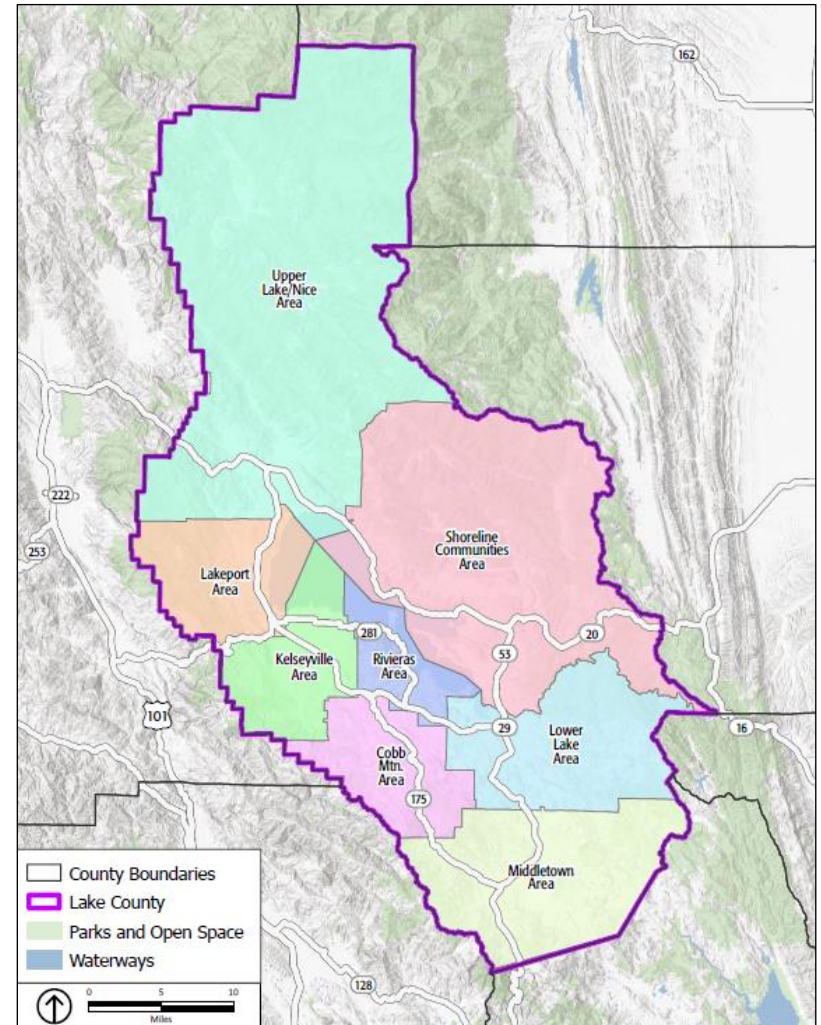 162
Upper
Lake/Nice
Area
222
253
Shoreline
Communities
Area
Lakeport
Area
281
20
53
Kelseyville
Area
Rivieras
Area
101
29
16
Lower
Lake
Area
Cobb
Mtn.
Area
175
Middletown
Area
128
County Boundaries
Lake County
Parks and Open Space
Waterways
0 5 10
Miles